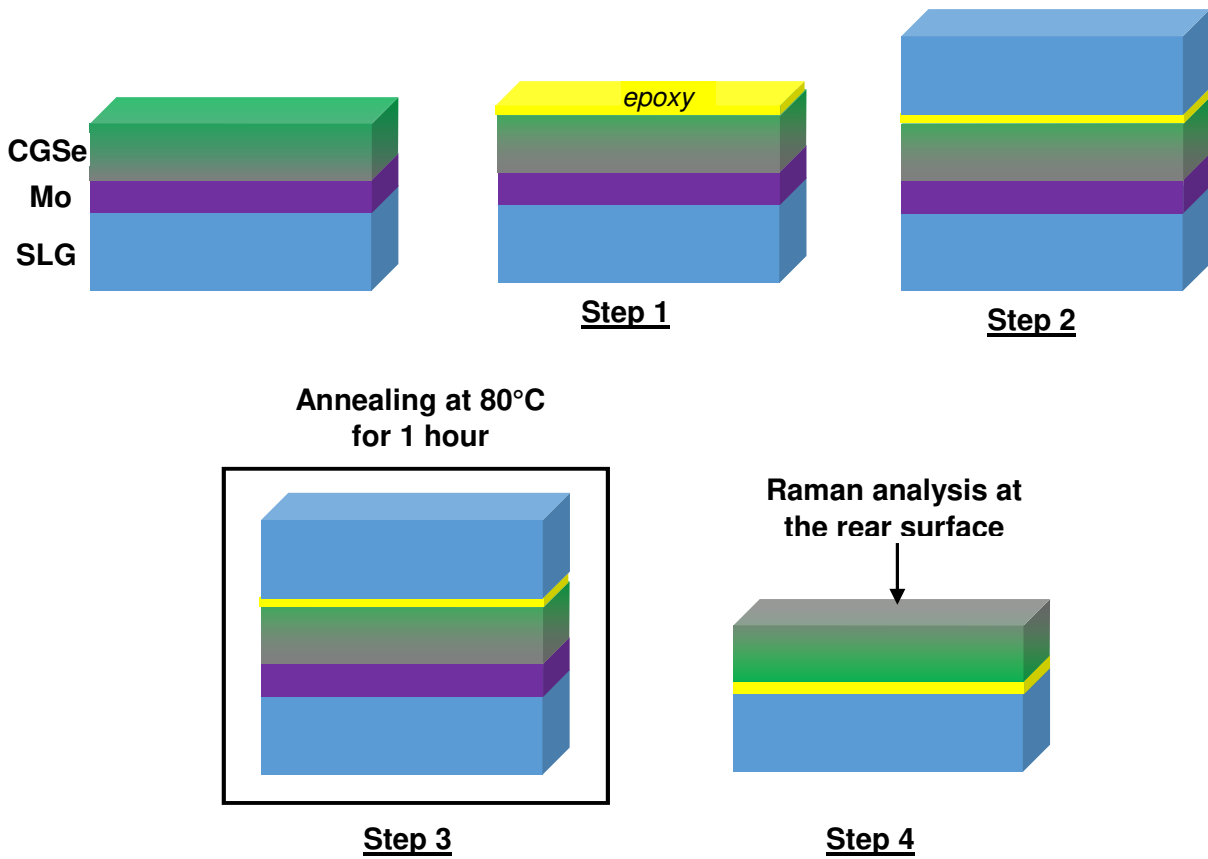 CGSe
Mo
SLG
epoxy
Step 1
Step 2
Annealing at 80°C
for 1 hour
Step 3
Raman analysis at
the rear surface
Step 4